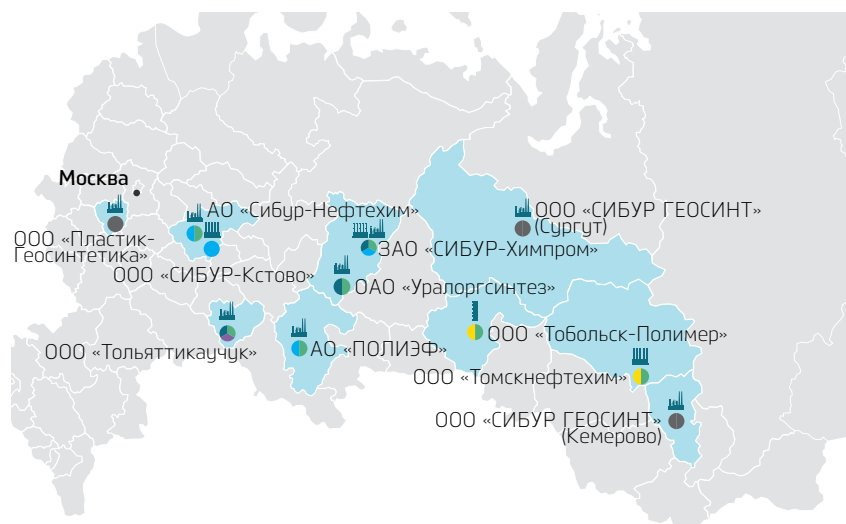 Москва
АО «Сибур-Нефтехим»
ООО «СИБУР ГЕОСИНТ»
(Сургут)
ООО «Пластик-
Геосинтетика»
ЗАО «СИБУР-Химпром»
ООО «СИБУР-Кстово»
ОАО «Уралоргсинтез»
ООО «Тобольск-Полимер»
ООО «Тольяттикаучук»
АО «ПОЛИЭФ»
ООО «Томскнефтехим»
ООО «СИБУР ГЕОСИНТ»
(Кемерово)